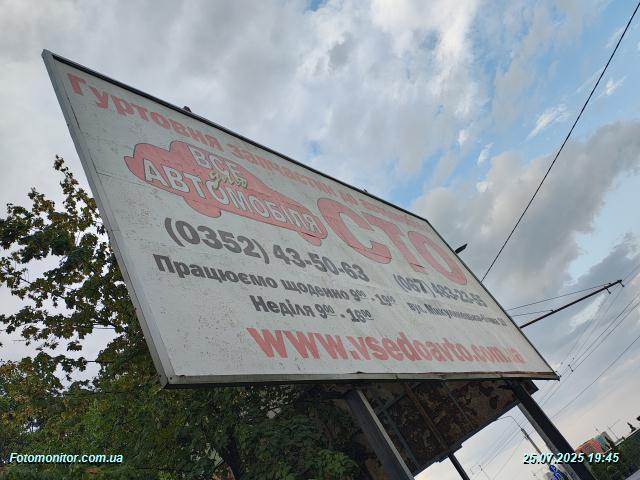 Гуртовня запчастин
ВСЕ
для
АВТОМОБІЛЯ
СТО
(0352) 43-50-63
Працюємо щоденно 9⁰⁰ - 19⁰⁰
Неділя 9⁰⁰ - 16⁰⁰
вул.
www.vsedoavto.com.ua
Fotomonitor.com.ua
25.07.2025 19:45